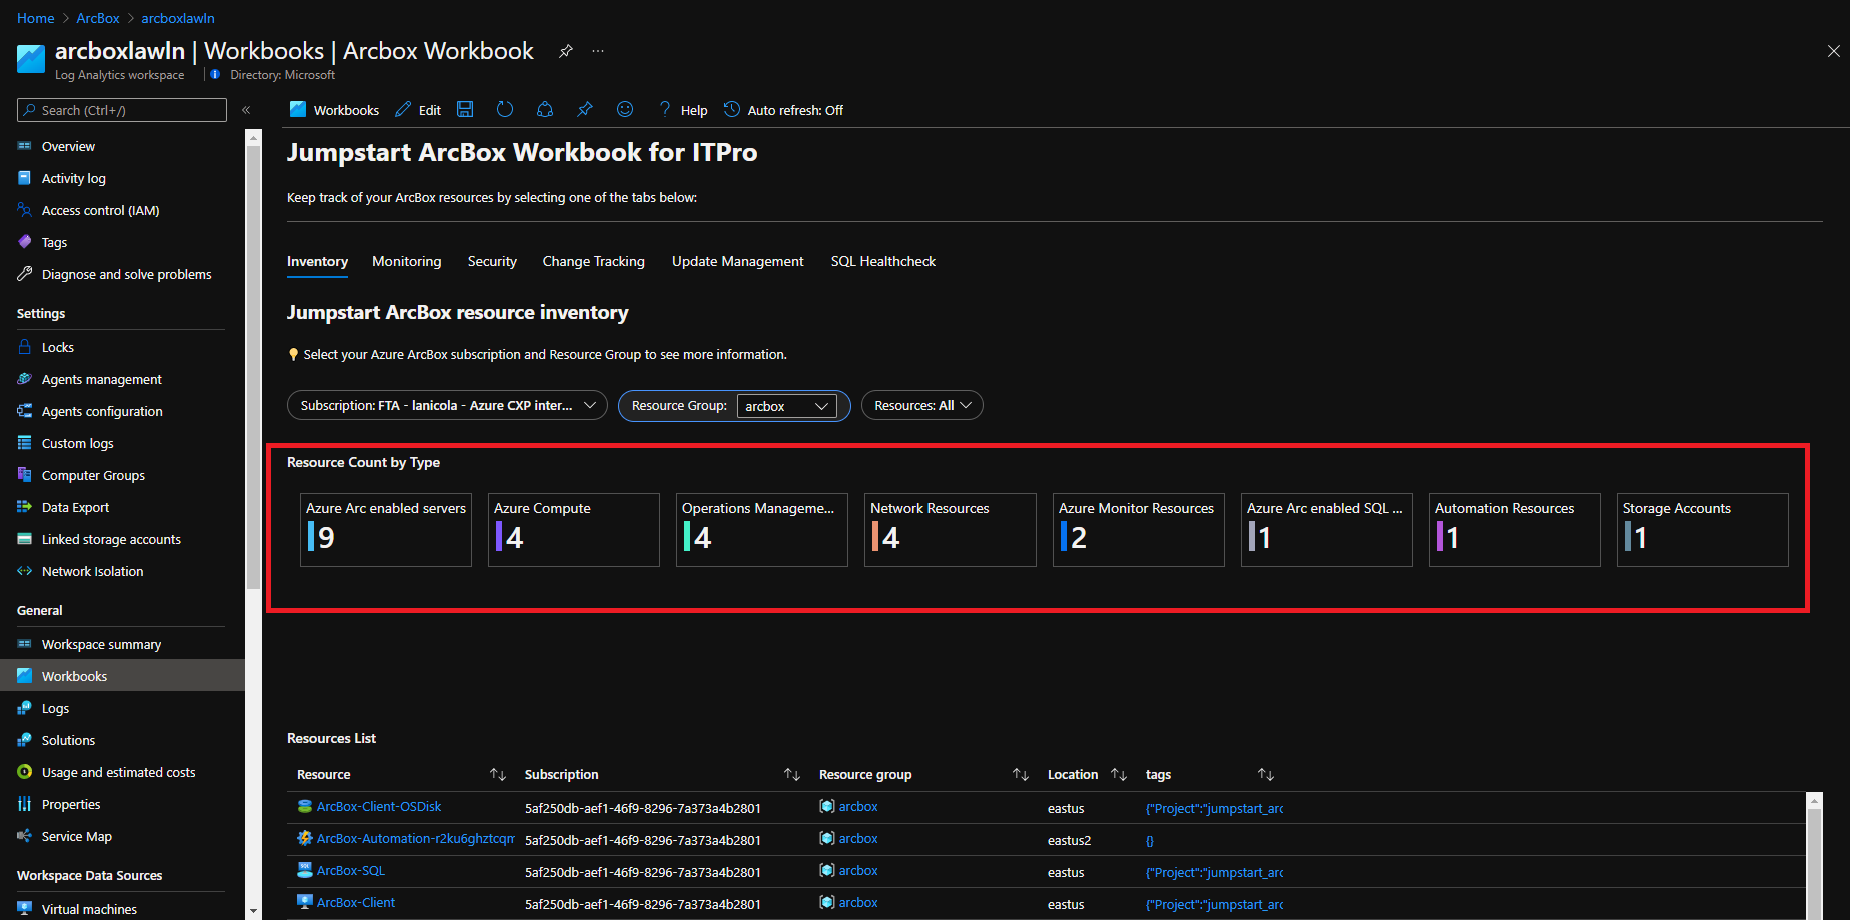 Home > ArcBox > arcboxlawln
arcboxlawln | Workbooks | Arcbox Workbook ...
Log Analytics workspace | Directory: Microsoft
Search (Ctrl+/) «
Overview
Activity log
Access control (IAM)
Tags
Diagnose and solve problems
Settings
Locks
Agents management
Agents configuration
Custom logs
Computer Groups
Data Export
Linked storage accounts
Network Isolation
General
Workspace summary
Workbooks
Logs
Solutions
Usage and estimated costs
Properties
Service Map
Workspace Data Sources
Virtual machines
Workbooks Edit ? Help Auto refresh: Off
Jumpstart ArcBox Workbook for ITPro
Keep track of your ArcBox resources by selecting one of the tabs below:
Inventory Monitoring Security Change Tracking Update Management SQL Healthcheck
Jumpstart ArcBox resource inventory
Select your Azure ArcBox subscription and Resource Group to see more information.
Subscription: FTA - lanicola - Azure CXP inter... Resource Group: arcbox Resources: All
Resource Count by Type
Azure Arc enabled servers Azure Compute Operations Manageme... Network Resources Azure Monitor Resources Azure Arc enabled SQL ... Automation Resources Storage Accounts
9 4 4 4 2 1 1 1
Resources List
Resource Subscription Resource group Location tags
ArcBox-Client-OSDisk 5af250db-aef1-46f9-8296-7a373a4b2801 arcbox eastus {"Project":"jumpstart_arc
ArcBox-Automation-r2ku6ghztcqm 5af250db-aef1-46f9-8296-7a373a4b2801 arcbox eastus2 {}
ArcBox-SQL 5af250db-aef1-46f9-8296-7a373a4b2801 arcbox eastus {"Project":"jumpstart_arc
ArcBox-Client 5af250db-aef1-46f9-8296-7a373a4b2801 arcbox eastus {"Project":"jumpstart_arc